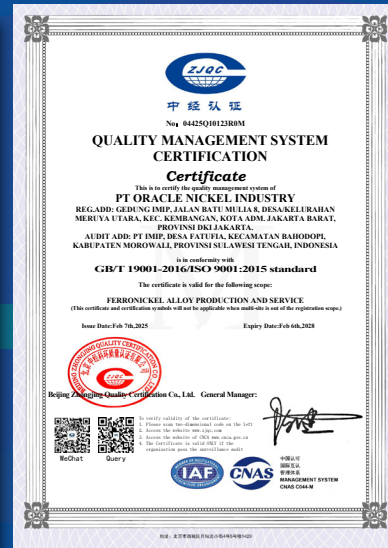 ZJQC
中经认证
No: 04425Q10123R0M
QUALITY MANAGEMENT SYSTEM
CERTIFICATION
Certificate
This is to certify the quality management system of
PT ORACLE NICKEL INDUSTRY
REG.ADD: GEDUNG IMIP, JALAN BATU MULIA 8, DESA/KELURAHAN
MERUYA UTARA, KEC. KEMBANGAN, KOTA ADM. JAKARTA BARAT,
PROVINSI DKI JAKARTA.
AUDIT ADD: PT IMIP, DESA FATUFIA, KECAMATAN BAHODOPI,
KABUPATEN MOROWALI, PROVINSI SULAWESI TENGAH, INDONESIA
is in conformity with
GB/T 19001-2016/ISO 9001:2015 standard
The certificate is valid for the following scope:
FERRONICKEL ALLOY PRODUCTION AND SERVICE
(This certificate and certification symbols will not be applicable when multi-site is out of the registration scope.)
Issue Date:Feb 7th,2025 Expiry Date:Feb 6th,2028
ZHONGJING QUALITY CERTIFICATION CO., LTD
ZJQC
Beijing Zhongjing Quality Certification Co., Ltd. General Manager:
To verify validity of the certificate:
1. Please scan two-dimensional code on the left
2. Access the website www.zjqc.com
3. Access the website of CNCA www.cnca.gov.cn
4. The Certificate is valid ONLY if the
organization pass the surveillance audit
WeChat Query
IAF
CNAS
中国认可
国际互认
管理体系
MANAGEMENT SYSTEM
CNAS C044-M